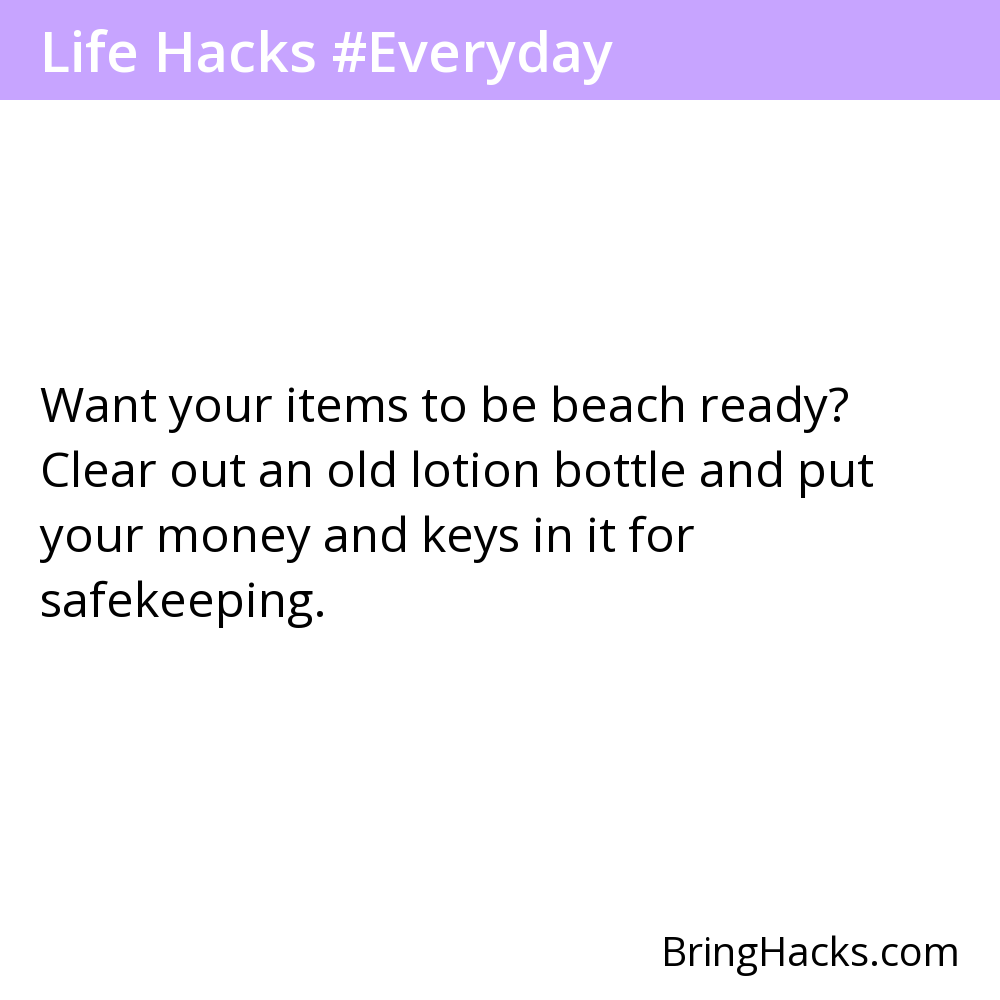 Life Hacks #Everyday
Want your items to be beach ready?
Clear out an old lotion bottle and put
your money and keys in it for
safekeeping.
BringHacks.com